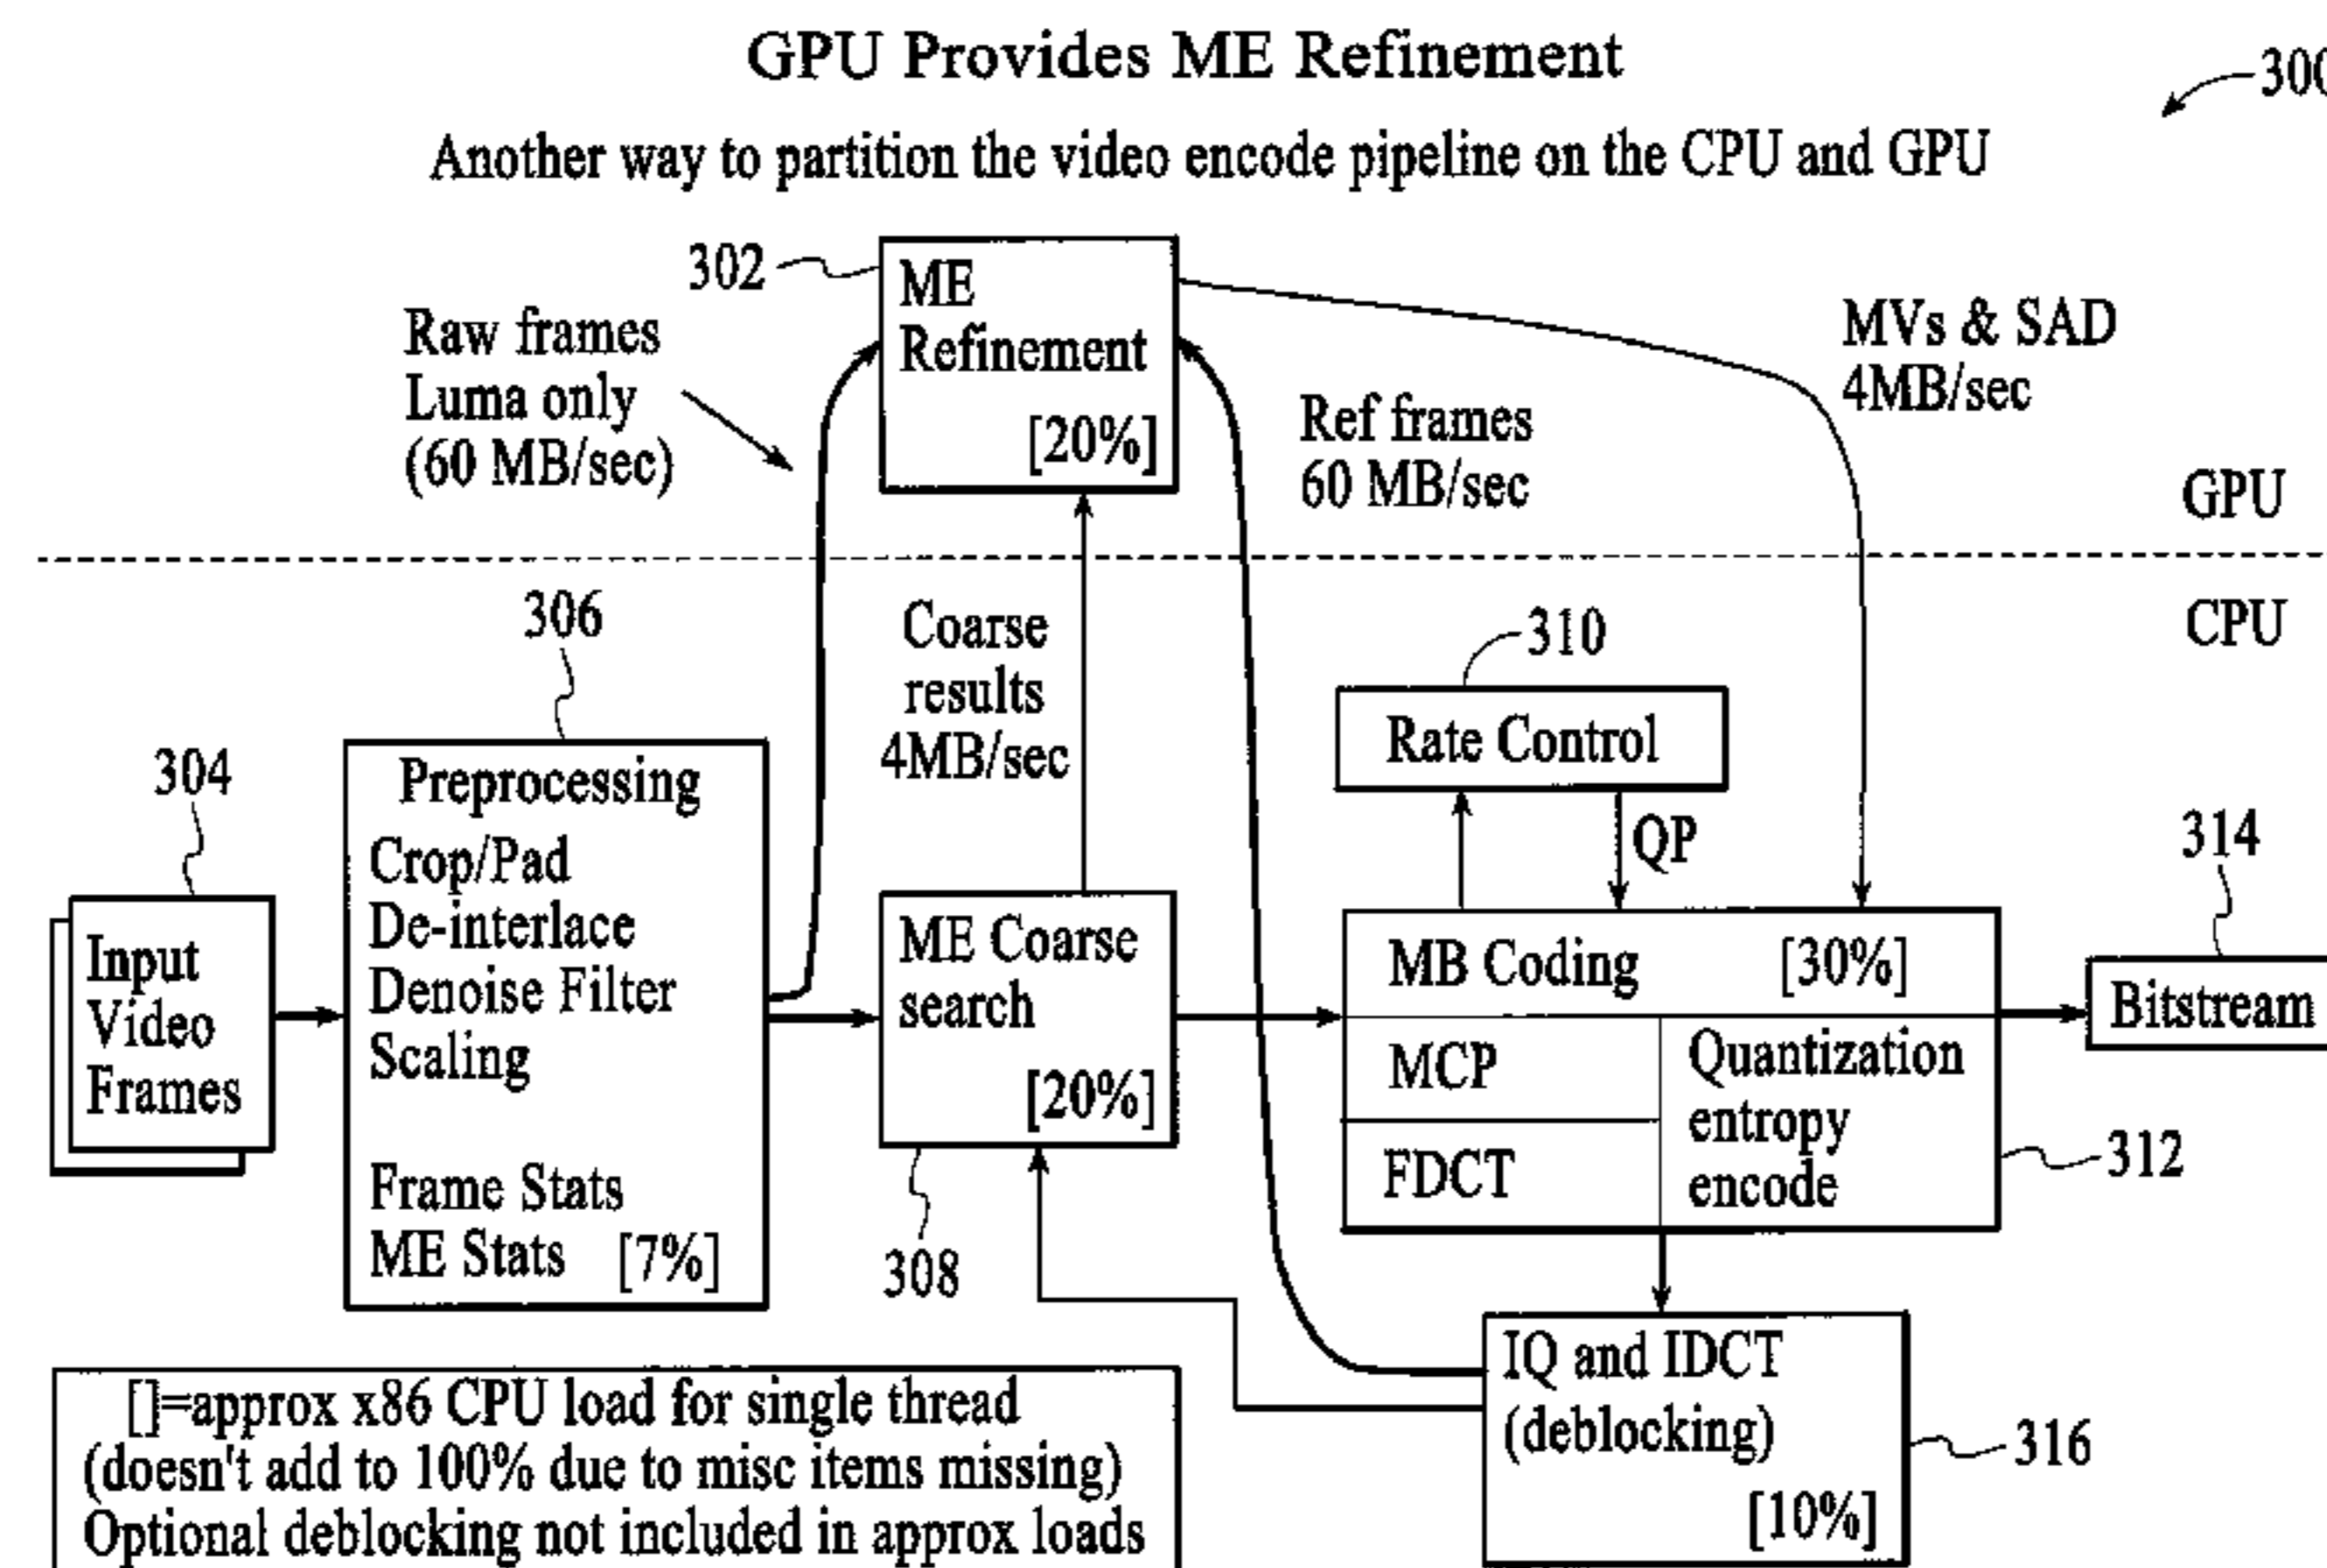 GPU Provides ME Refinement
300
Another way to partition the video encode pipeline on the CPU and GPU
302
ME
Refinement
[20%]
Raw frames
Luma only
(60 MB/sec)
Ref frames
60 MB/sec
MVs & SAD
4MB/sec
GPU
CPU
306
Coarse
results
4MB/sec
310
Rate Control
QP
304
Input
Video
Frames
Preprocessing
Crop/Pad
De-interlace
Denoise Filter
Scaling
Frame Stats
ME Stats [7%]
ME Coarse
search
[20%]
308
MB Coding [30%]
MCP
FDCT
Quantization
entropy
encode
312
314
Bitstream
IQ and IDCT
(deblocking)
[10%]
316
[]=approx x86 CPU load for single thread
(doesn't add to 100% due to misc items missing)
Optional deblocking not included in approx loads